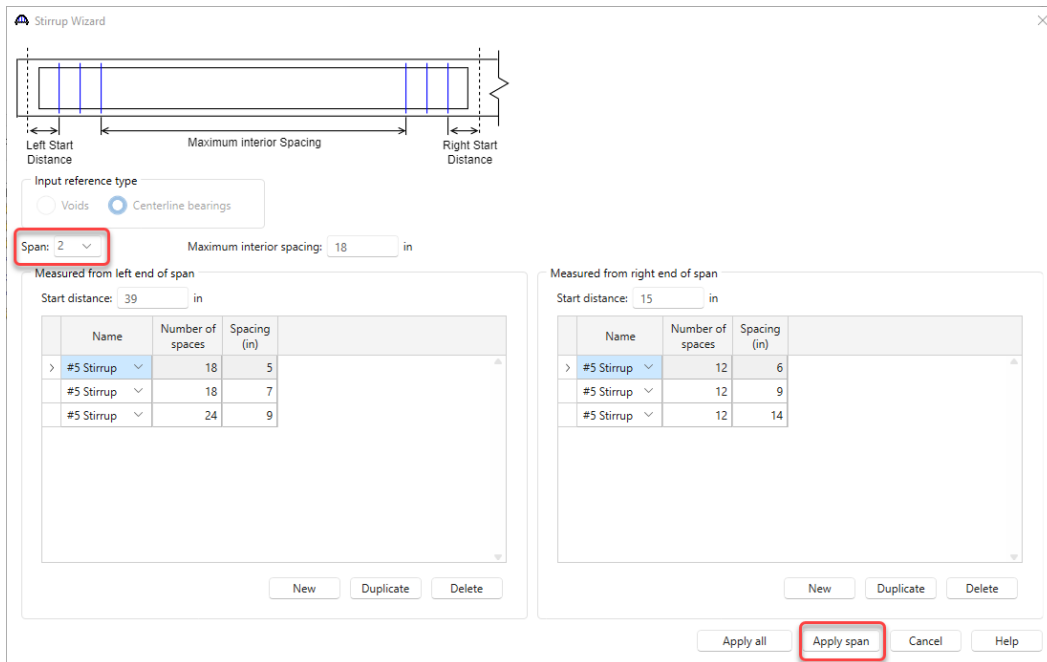 Stirrup Wizard
Left Start Distance
Maximum interior Spacing
Right Start Distance
Input reference type
Voids Centerline bearings
Span: 2 Maximum interior spacing: 18 in
Measured from left end of span
Start distance: 39 in
Name Number of spaces Spacing (in)
#5 Stirrup 18 5
#5 Stirrup 18 7
#5 Stirrup 24 9
New Duplicate Delete
Measured from right end of span
Start distance: 15 in
Name Number of spaces Spacing (in)
#5 Stirrup 12 6
#5 Stirrup 12 9
#5 Stirrup 12 14
New Duplicate Delete
Apply all Apply span Cancel Help